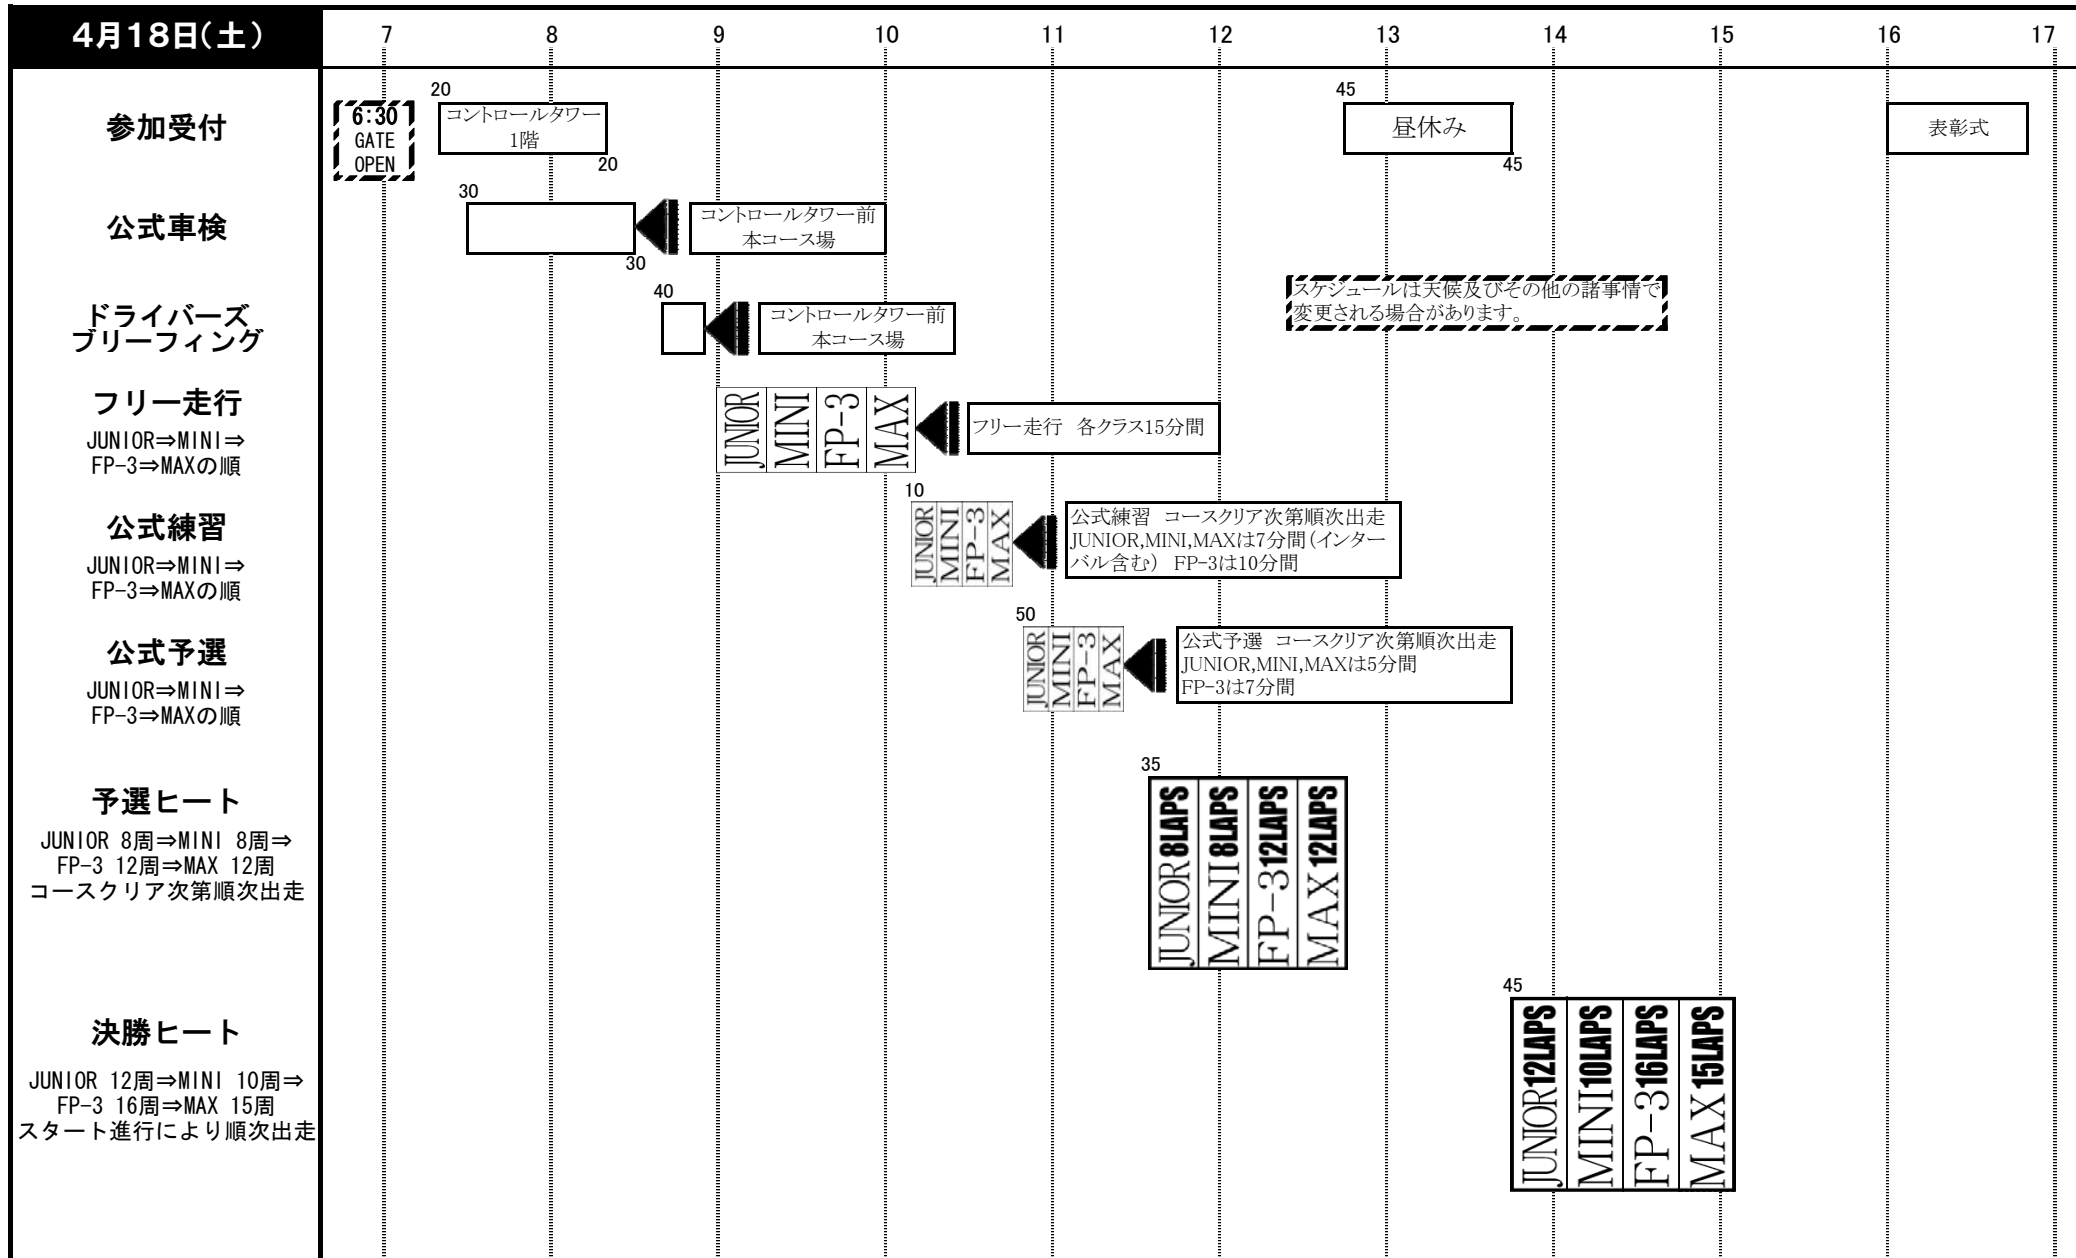 4月18日(土)
7 8 9 10 11 12 13 14 15 16 17
参加受付
6:30
GATE
OPEN
20
コントロールタワー
1階
20
45
昼休み
45
表彰式
公式車検
30
30
コントロールタワー前
本コース場
ドライバーズ
ブリーフィング
40
コントロールタワー前
本コース場
スケジュールは天候及びその他の諸事情で
変更される場合があります。
フリー走行
JUNIOR⇒MINI⇒
FP-3⇒MAXの順
JUNIOR
MINI
FP-3
MAX
フリー走行 各クラス15分間
公式練習
JUNIOR⇒MINI⇒
FP-3⇒MAXの順
10
JUNIOR
MINI
FP-3
MAX
公式練習 コースクリア次第順次出走
JUNIOR,MINI,MAXは7分間(インター
バル含む) FP-3は10分間
公式予選
JUNIOR⇒MINI⇒
FP-3⇒MAXの順
50
JUNIOR
MINI
FP-3
MAX
公式予選 コースクリア次第順次出走
JUNIOR,MINI,MAXは5分間
FP-3は7分間
予選ヒート
JUNIOR 8周⇒MINI 8周⇒
FP-3 12周⇒MAX 12周
コースクリア次第順次出走
35
JUNIOR 8LAPS
MINI 8LAPS
FP-3 12LAPS
MAX 12LAPS
決勝ヒート
JUNIOR 12周⇒MINI 10周⇒
FP-3 16周⇒MAX 15周
スタート進行により順次出走
45
JUNIOR 12LAPS
MINI 10LAPS
FP-3 16LAPS
MAX 15LAPS